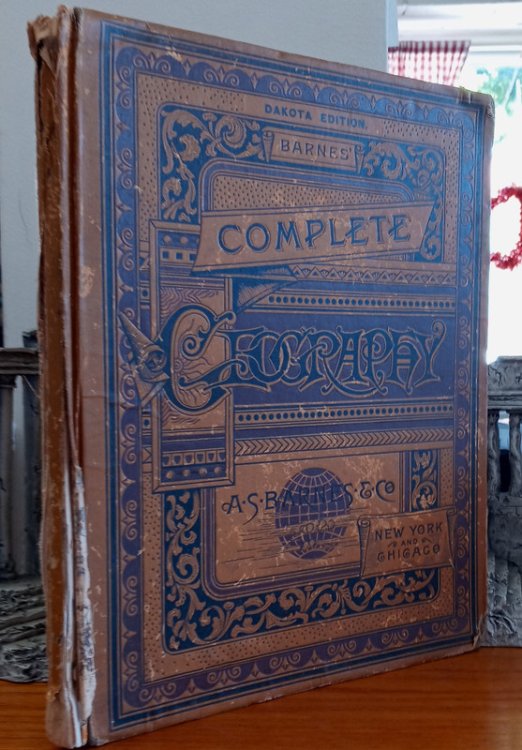 DAKOTA EDITION.
BARNES'
COMPLETE
GEOGRAPHY
A·S·BARNES·&CO
NEW YORK
AND
CHICAGO